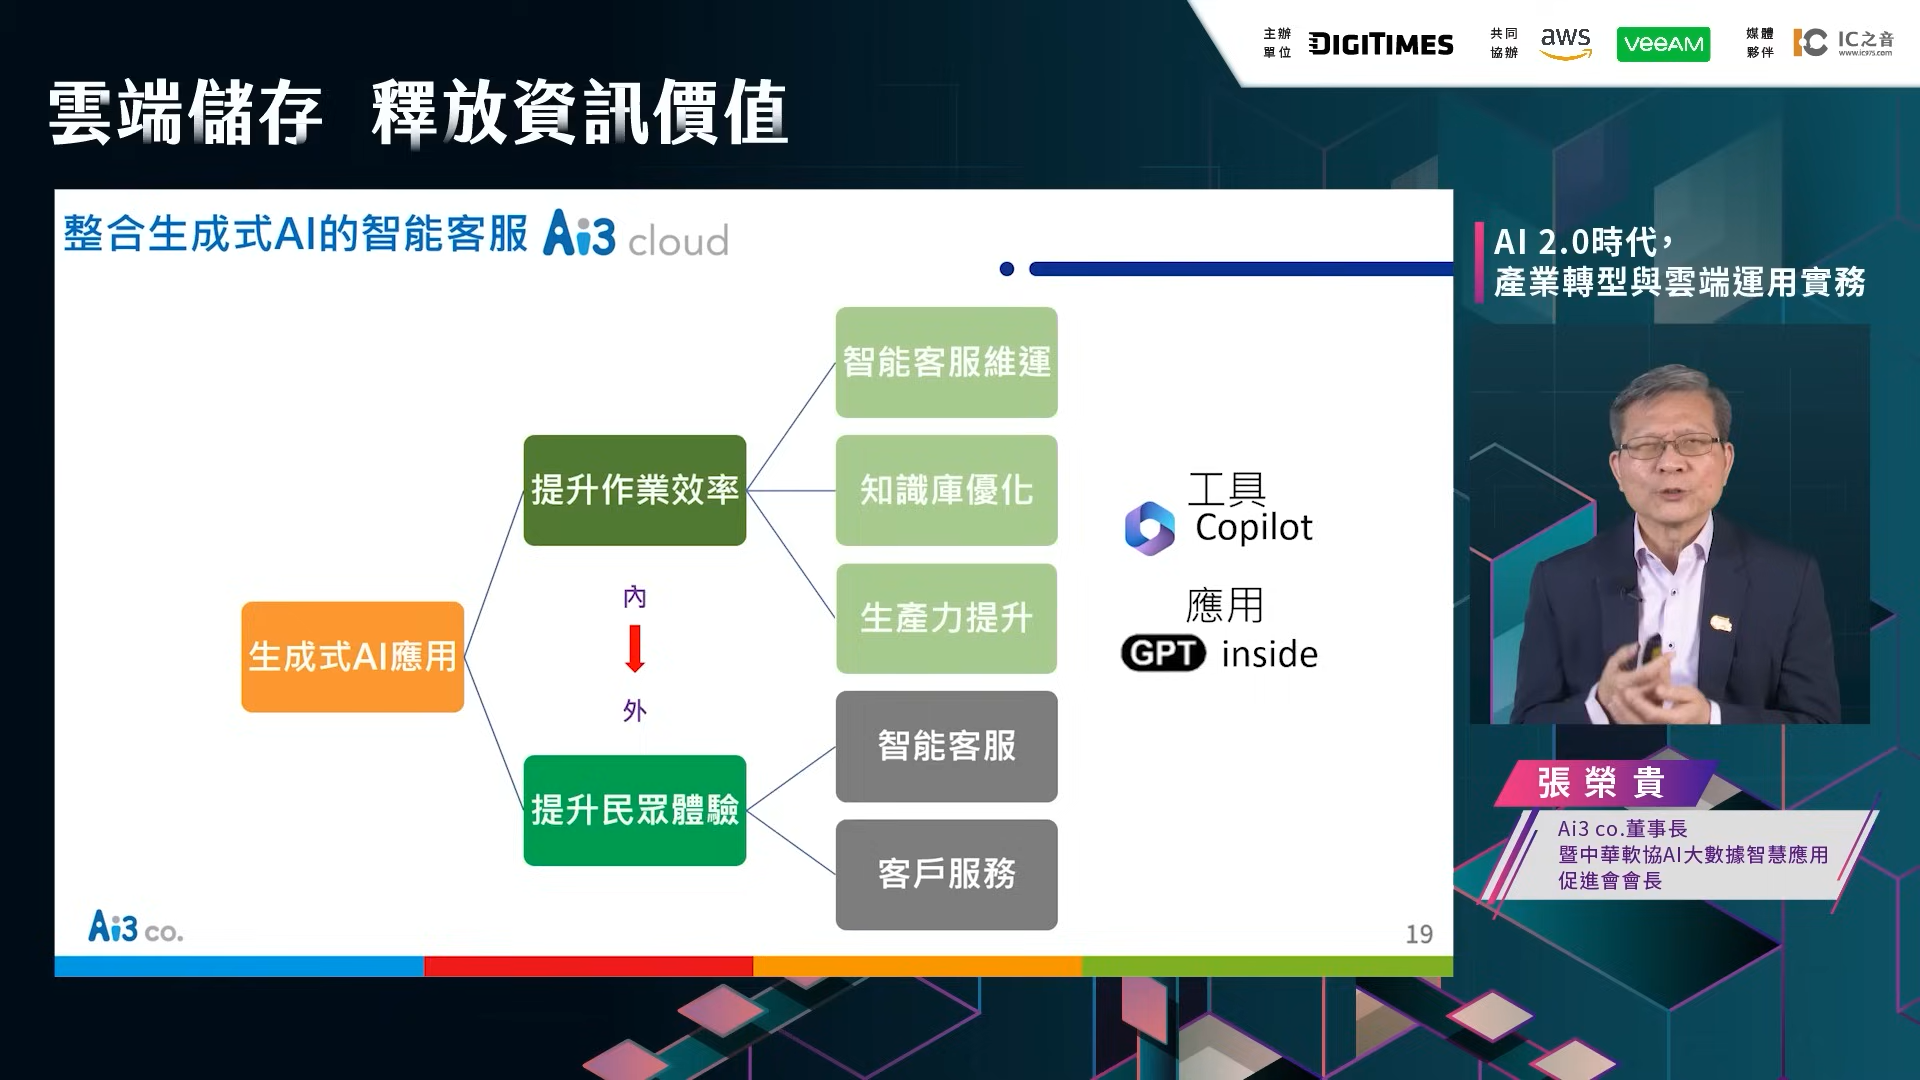 主辦
單位
DIGITIMES
共同
協辦
aws
veeAM
媒體
夥伴
IC之音
www.ic975.com
雲端儲存 釋放資訊價值
整合生成式AI的智能客服 Ai3 cloud
AI 2.0時代，
產業轉型與雲端運用實務
智能客服維運
提升作業效率
知識庫優化
工具
Copilot
內
生產力提升
應用
GPT inside
生成式AI應用
外
智能客服
提升民眾體驗
客戶服務
張榮貴
Ai3 co.董事長
暨中華軟協AI大數據智慧應用
促進會會長
Ai3 co.
19